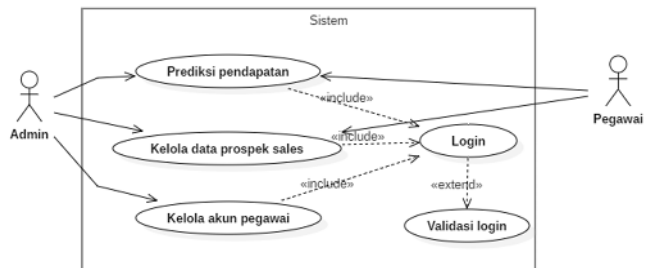 Sistem
Prediksi pendapatan
«include»
Admin
Pegawai
Kelola data prospek sales
«include»
Login
«include»
«extend»
Kelola akun pegawai
Validasi login